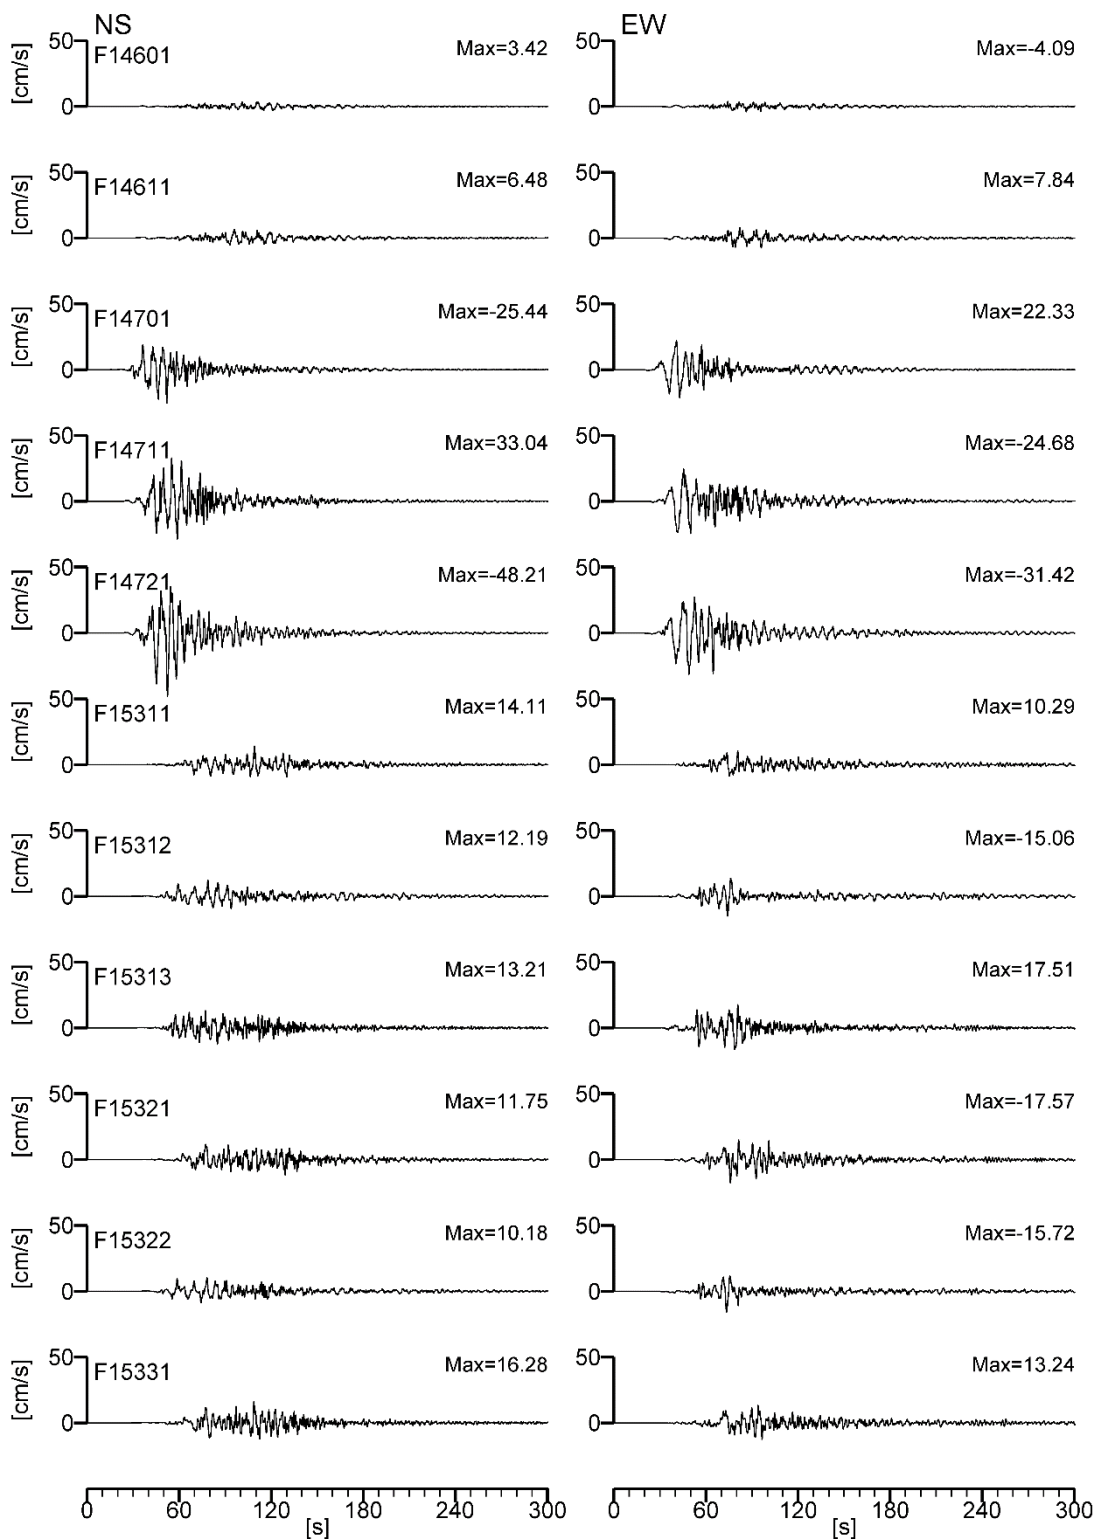 NS EW
50 F14601 Max=3.42 50 Max=-4.09
[cm/s] 0 0
50 F14611 Max=6.48 50 Max=7.84
[cm/s] 0 0
50 F14701 Max=-25.44 50 Max=22.33
[cm/s] 0 0
50 F14711 Max=33.04 50 Max=-24.68
[cm/s] 0 0
50 F14721 Max=-48.21 50 Max=-31.42
[cm/s] 0 0
50 F15311 Max=14.11 50 Max=10.29
[cm/s] 0 0
50 F15312 Max=12.19 50 Max=-15.06
[cm/s] 0 0
50 F15313 Max=13.21 50 Max=17.51
[cm/s] 0 0
50 F15321 Max=11.75 50 Max=-17.57
[cm/s] 0 0
50 F15322 Max=10.18 50 Max=-15.72
[cm/s] 0 0
50 F15331 Max=16.28 50 Max=13.24
[cm/s] 0 0
0 60 120 180 240 300 0 60 120 180 240 300
[s] [s]